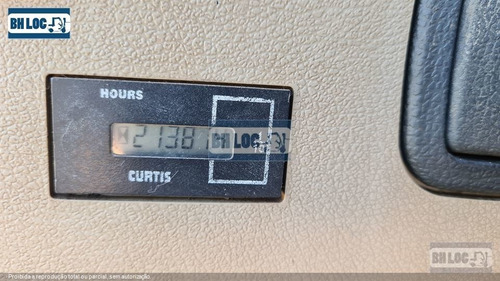 BH LOC
HOURS
2138
BH LOC
CURTIS
BH LOC
Proibida a reprodução total ou parcial, sem autorização.